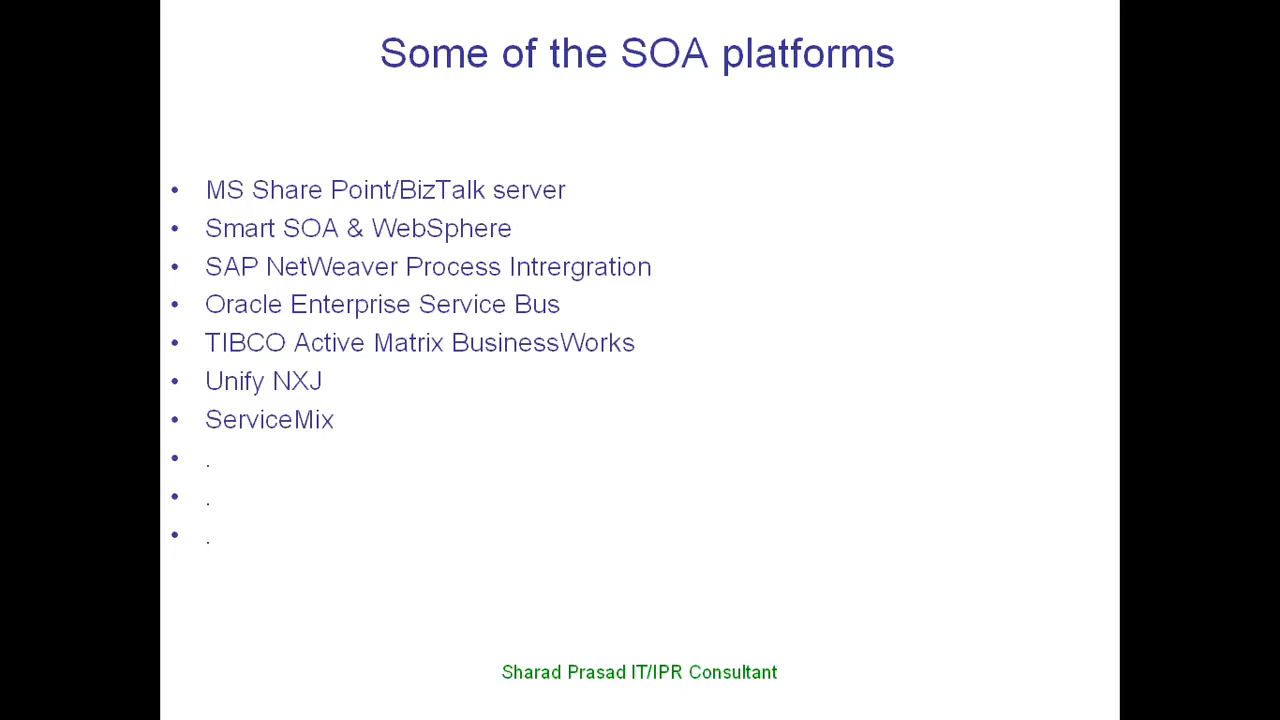 Some of the SOA platforms
• MS Share Point/BizTalk server
• Smart SOA & WebSphere
• SAP NetWeaver Process Intrergration
• Oracle Enterprise Service Bus
• TIBCO Active Matrix BusinessWorks
• Unify NXJ
• ServiceMix
• .
• .
• .
Sharad Prasad IT/IPR Consultant